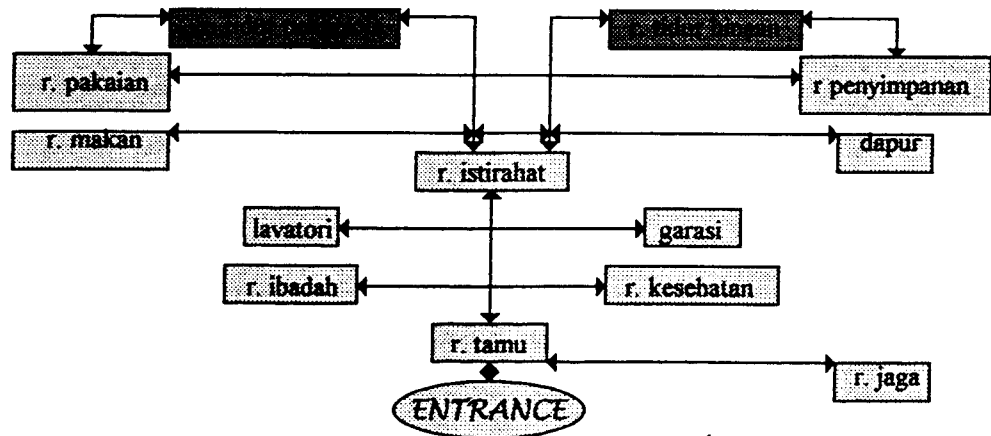 r. pakaian
r penyimpanan
r. makan
dapur
r. istirahat
lavatori
garasi
r. ibadah
r. kesehatan
r. tamu
r. jaga
ENTRANCE